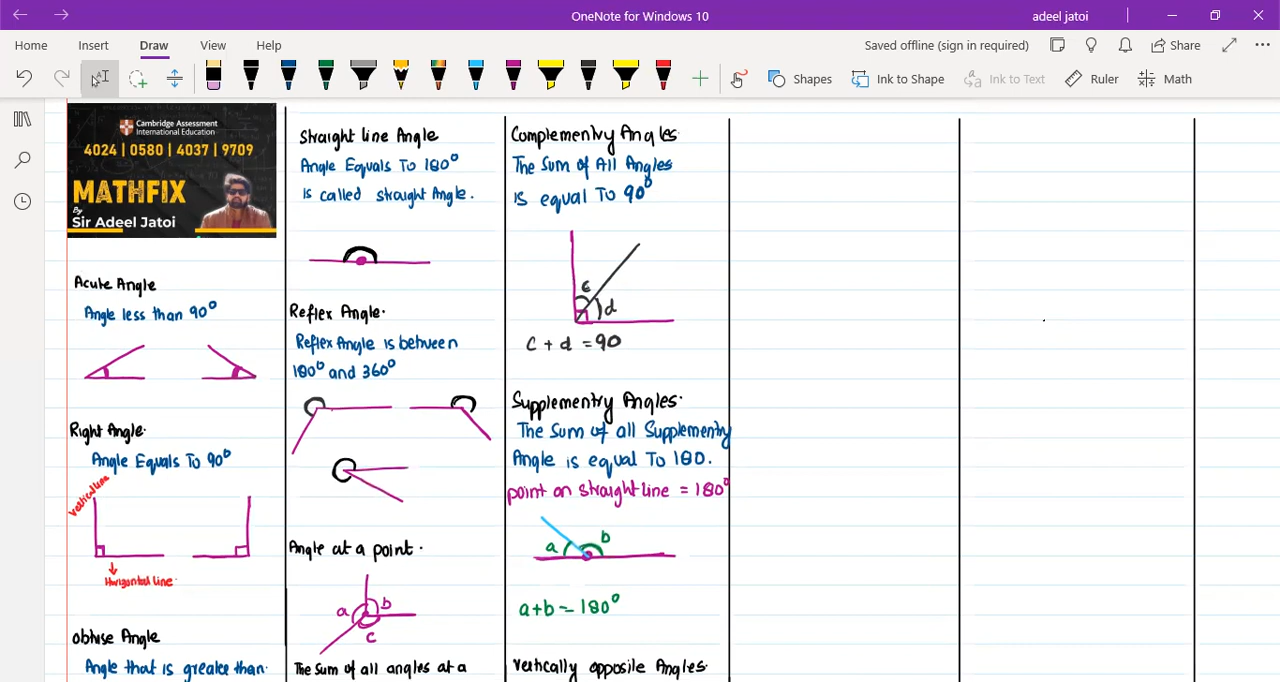 OneNote for Windows 10
adeel jatoi
Home
Insert
Draw
View
Help
Saved offline (sign in required)
Share
Shapes
Ink to Shape
Ink to Text
Ruler
Math
Cambridge Assessment
International Education
4024 | 0580 | 4037 | 9709
MATHFIX
By
Sir Adeel Jatoi
Acute Angle
Angle less than 90°
Right Angle.
Angle Equals To 90°
Vertical line
Horigontal line
obtuse Angle
Angle that is greater than.
Straight line Angle
Angle Equals To 180°
is called straight Angle.
Reflex Angle.
Reflex Angle is between
180° and 360°
Angle at a point.
a
b
c
The sum of all angles at a
Complementry Angles.
The Sum of All Angles
is equal To 90°
c
d
c + d = 90
Supplementry Angles.
The Sum of all Supplementry
Angle is equal To 180.
point on straight line = 180°
a
b
a+b = 180°
Vertically opposite Angles.